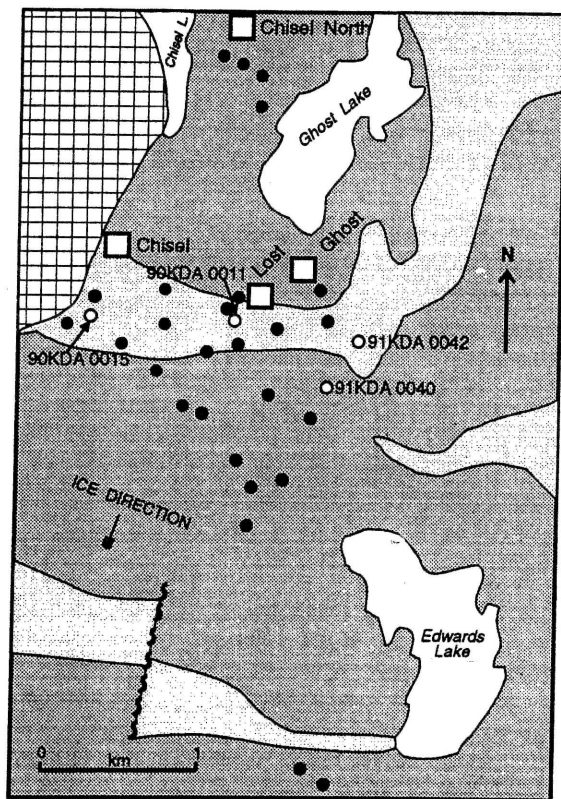 Chisel L.
Chisel North
Ghost Lake
Chisel
90KDA 0011
Lost
Ghost
N
90KDA 0015
91KDA 0042
91KDA 0040
ICE DIRECTION
Edwards
Lake
0
km
1